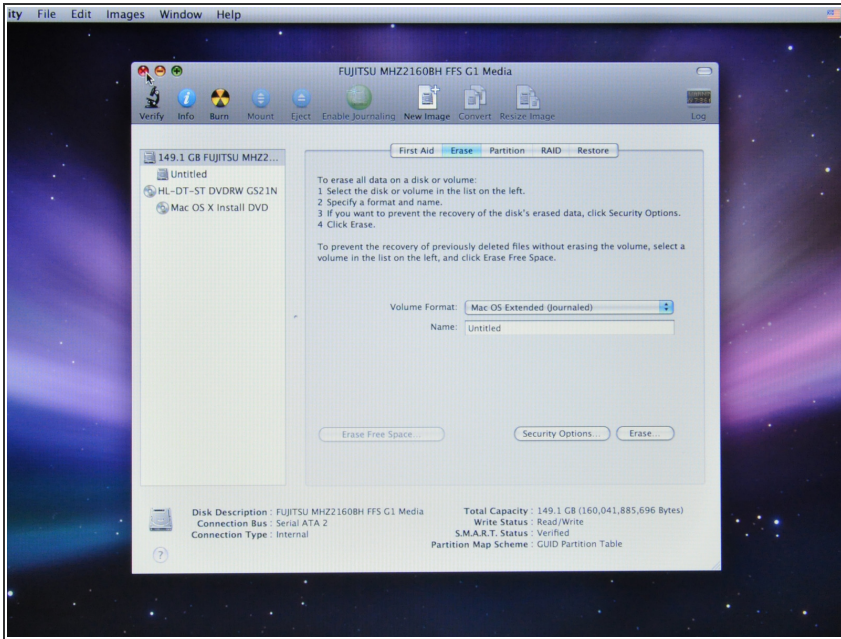 ity File Edit Images Window Help
FUJITSU MHZ2160BH FFS G1 Media
Verify Info Burn Mount Eject Enable Journaling New Image Convert Resize Image Log
First Aid Erase Partition RAID Restore
149.1 GB FUJITSU MHZ2...
Untitled
HL-DT-ST DVDRW GS21N
Mac OS X Install DVD
To erase all data on a disk or volume:
1 Select the disk or volume in the list on the left.
2 Specify a format and name.
3 If you want to prevent the recovery of the disk's erased data, click Security Options.
4 Click Erase.
To prevent the recovery of previously deleted files without erasing the volume, select a
volume in the list on the left, and click Erase Free Space.
Volume Format: Mac OS Extended (Journaled)
Name: Untitled
Erase Free Space... Security Options... Erase...
Disk Description : FUJITSU MHZ2160BH FFS G1 Media
Connection Bus : Serial ATA 2
Connection Type : Internal
Total Capacity : 149.1 GB (160,041,885,696 Bytes)
Write Status : Read/Write
S.M.A.R.T. Status : Verified
Partition Map Scheme : GUID Partition Table
?